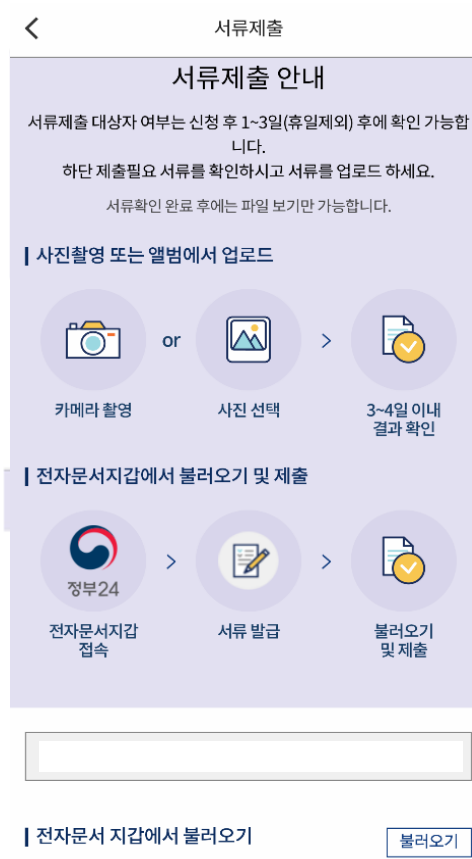 서류제출
서류제출 안내
서류제출 대상자 여부는 신청 후 1~3일(휴일제외) 후에 확인 가능합
니다.
하단 제출필요 서류를 확인하시고 서류를 업로드 하세요.
서류확인 완료 후에는 파일 보기만 가능합니다.
사진촬영 또는 앨범에서 업로드
or
>
카메라 촬영 사진 선택 3~4일 이내
결과 확인
전자문서지갑에서 불러오기 및 제출
정부24 > >
전자문서지갑 서류 발급 불러오기
접속 및 제출
전자문서 지갑에서 불러오기 불러오기